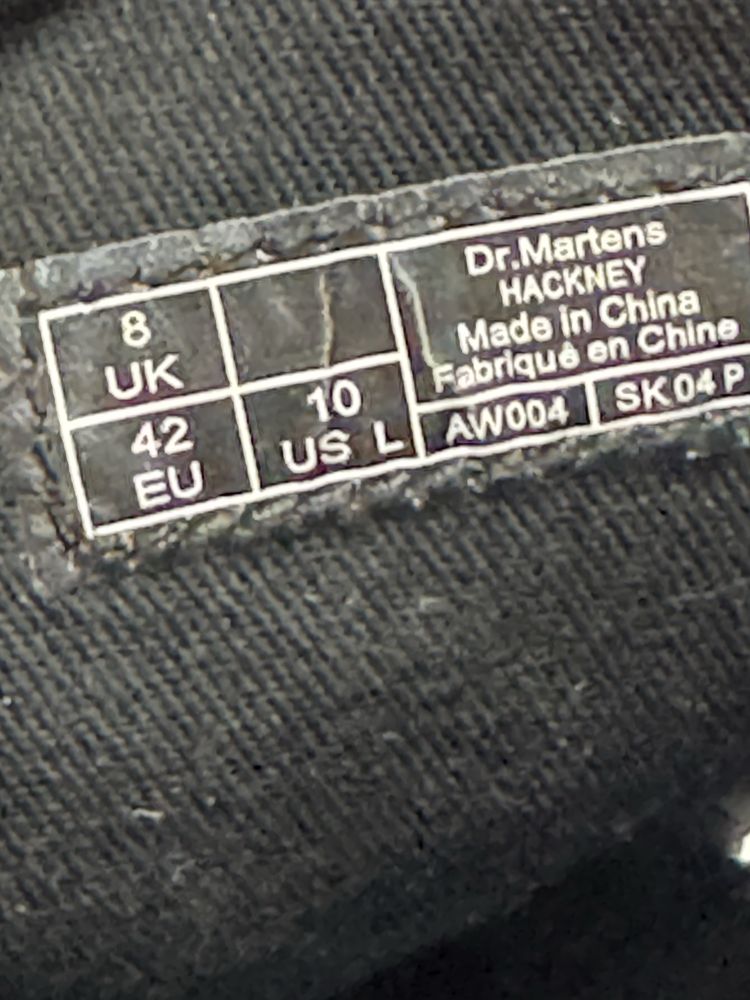 8
UK
42
EU
10
US L
Dr.Martens
HACKNEY
Made in China
Fabriqué en Chine
AW004
SK04P